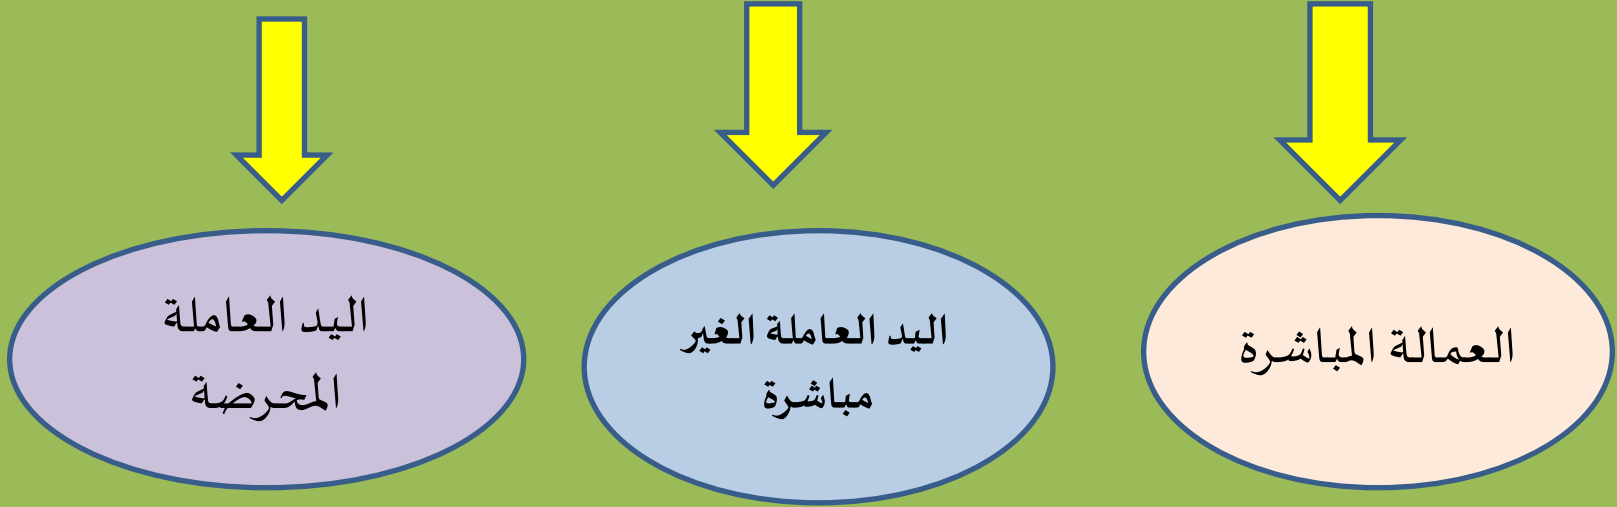 العمالة المباشرة
اليد العاملة الغير
مباشرة
اليد العاملة
المحرضة